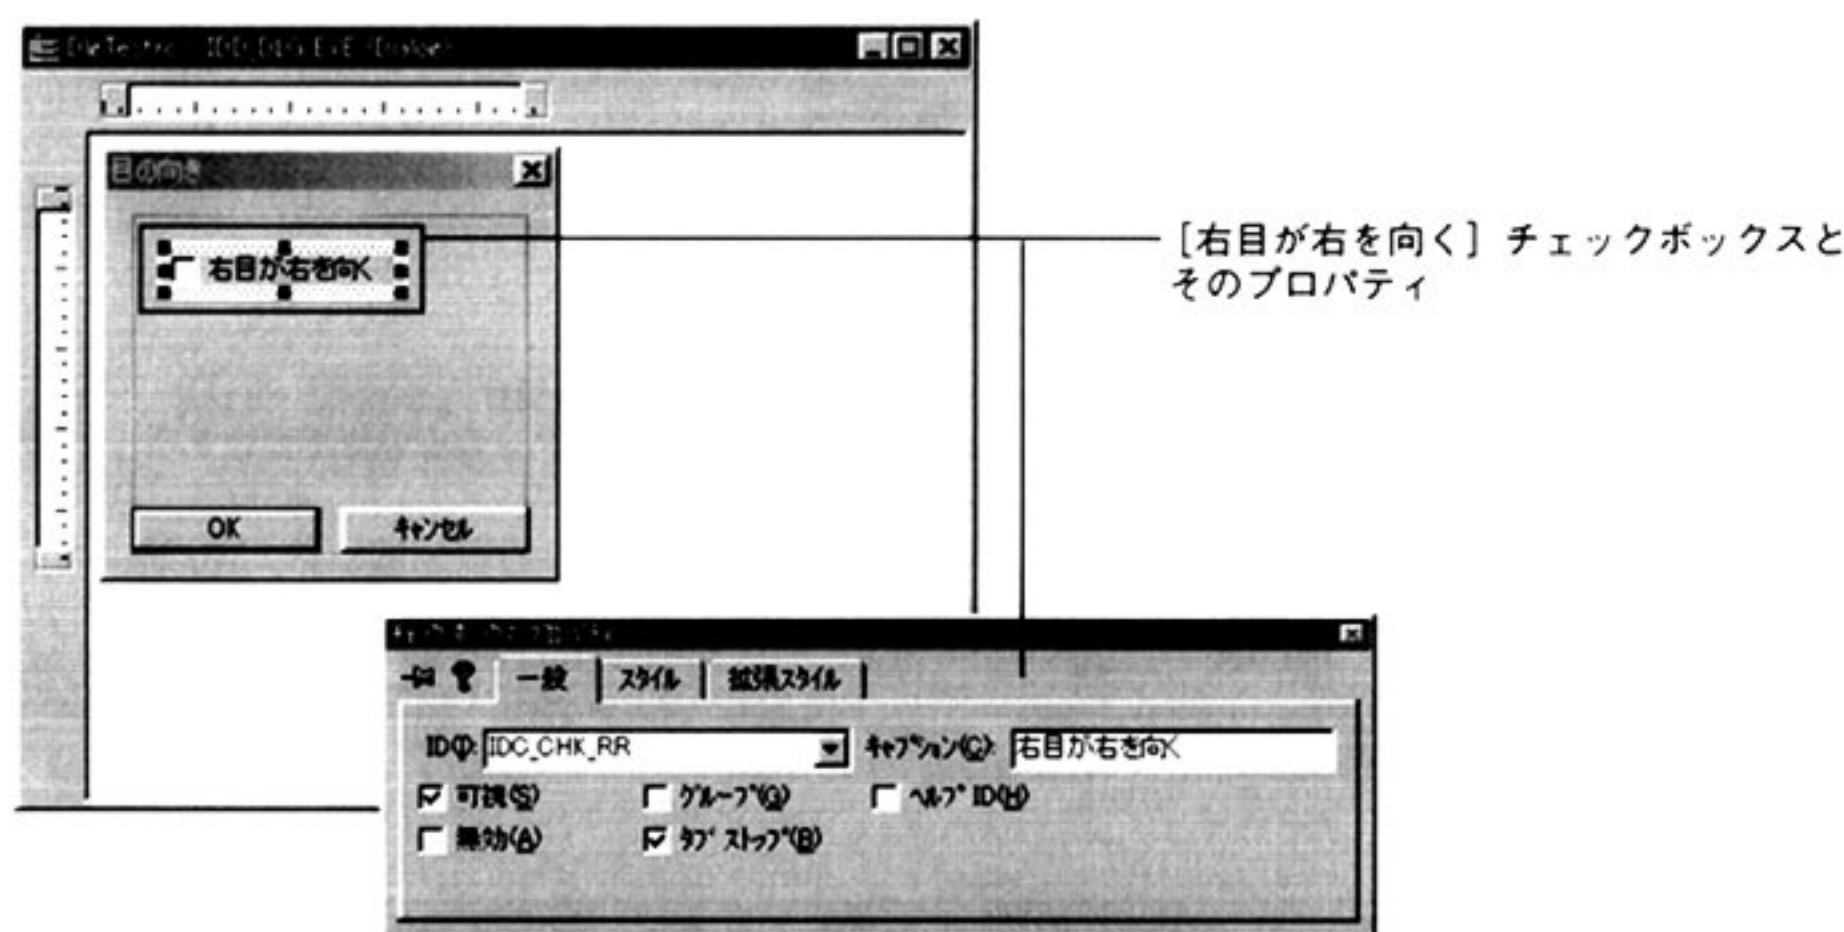 目の向き
右目が右を向く
OK
キャンセル
[右目が右を向く] チェックボックスと
そのプロパティ
一般
スタイル
拡張スタイル
ID(I): IDC_CHK_RR
キャプション(C): 右目が右を向く
可視(S)
グループ(G)
ヘルプ ID(H)
無効(A)
タブ ストップ(B)